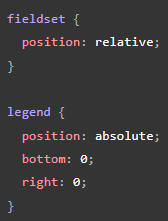 fieldset {
    position: relative;
}

legend {
    position: absolute;
    bottom: 0;
    right: 0;
}